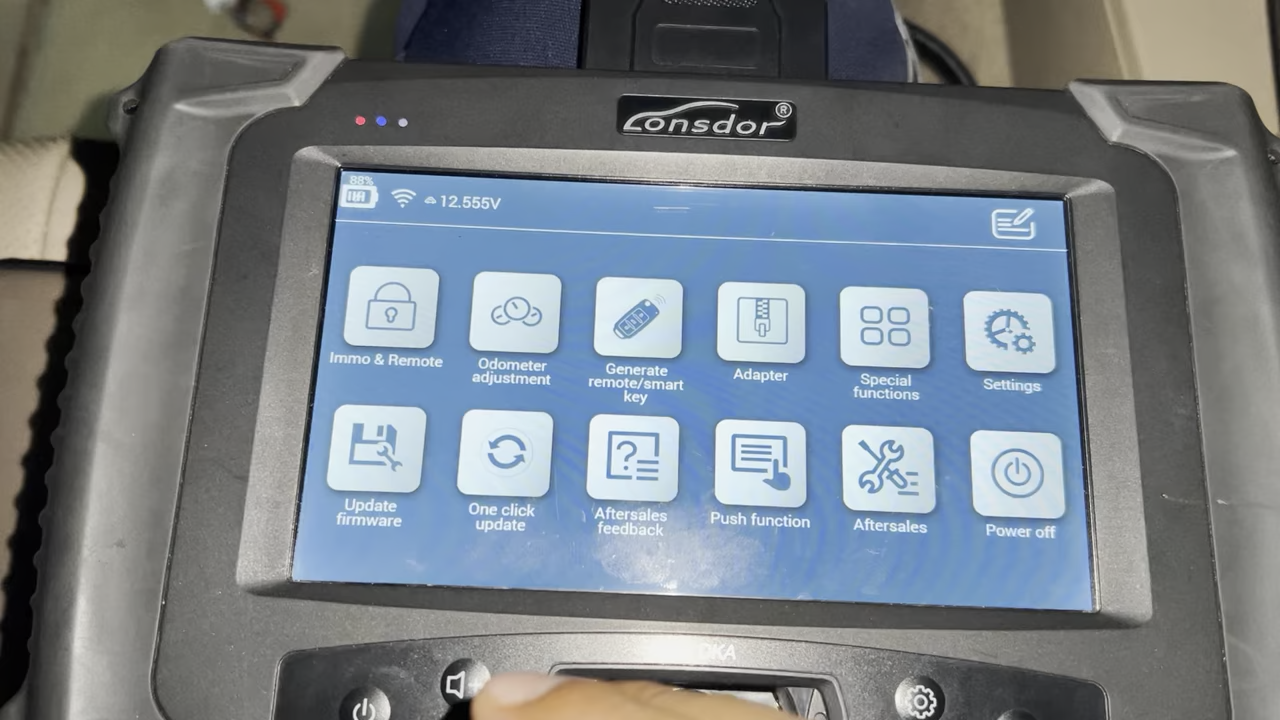 Lonsdor®
88%
12.555V
Immo & Remote
Odometer
adjustment
Generate
remote/smart
key
Adapter
Special
functions
Settings
Update
firmware
One click
update
Aftersales
feedback
Push function
Aftersales
Power off